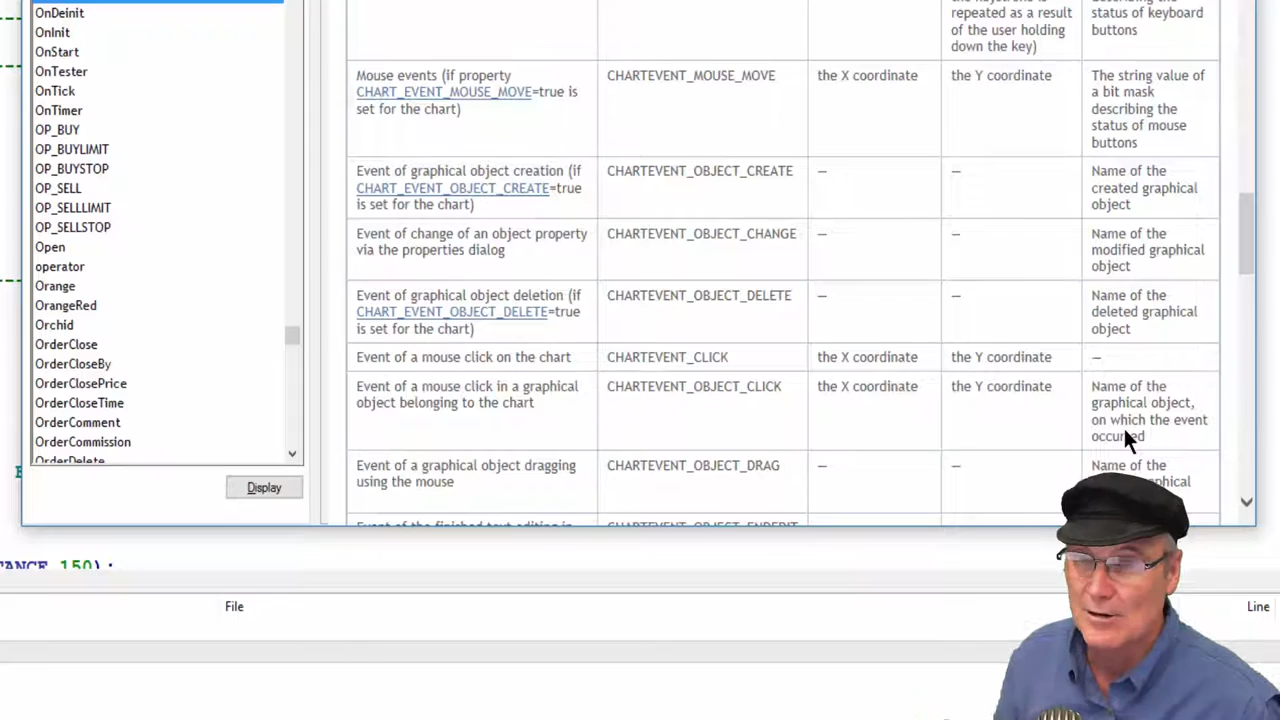 OnDeinit
OnInit
OnStart
OnTester
OnTick
OnTimer
OP_BUY
OP_BUYLIMIT
OP_BUYSTOP
OP_SELL
OP_SELLLIMIT
OP_SELLSTOP
Open
operator
Orange
OrangeRed
Orchid
OrderClose
OrderCloseBy
OrderClosePrice
OrderCloseTime
OrderComment
OrderCommission
OrderDelete
Display
repeated as a result
of the user holding
down the key)
status of keyboard
buttons
Mouse events (if property
CHART_EVENT_MOUSE_MOVE=true is
set for the chart)
CHARTEVENT_MOUSE_MOVE
the X coordinate
the Y coordinate
The string value of
a bit mask
describing the
status of mouse
buttons
Event of graphical object creation (if
CHART_EVENT_OBJECT_CREATE=true
is set for the chart)
CHARTEVENT_OBJECT_CREATE
—
—
Name of the
created graphical
object
Event of change of an object property
via the properties dialog
CHARTEVENT_OBJECT_CHANGE
—
—
Name of the
modified graphical
object
Event of graphical object deletion (if
CHART_EVENT_OBJECT_DELETE=true
is set for the chart)
CHARTEVENT_OBJECT_DELETE
—
—
Name of the
deleted graphical
object
Event of a mouse click on the chart
CHARTEVENT_CLICK
the X coordinate
the Y coordinate
—
Event of a mouse click in a graphical
object belonging to the chart
CHARTEVENT_OBJECT_CLICK
the X coordinate
the Y coordinate
Name of the
graphical object,
on which the event
occurred
Event of a graphical object dragging
using the mouse
CHARTEVENT_OBJECT_DRAG
—
—
Name of the
150);
File
Line